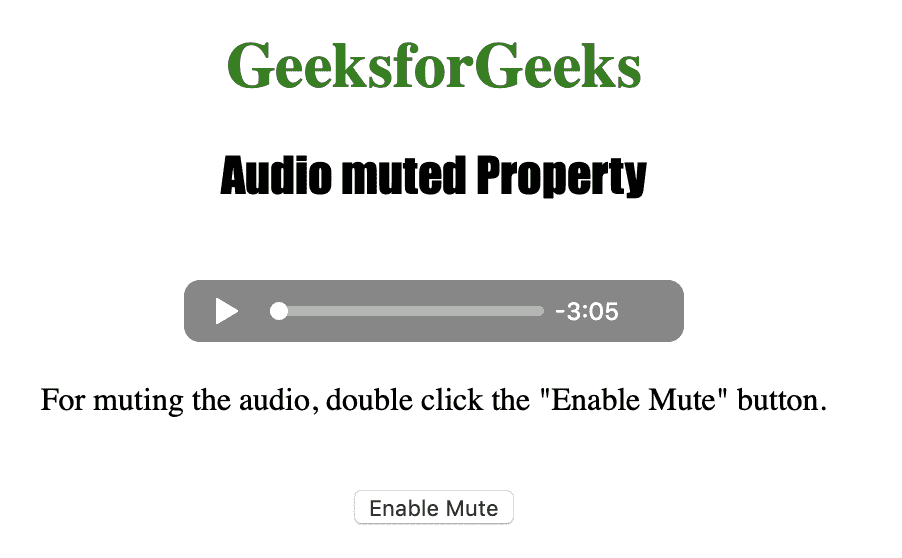 GeeksforGeeks
Audio muted Property
-3:05
For muting the audio, double click the "Enable Mute" button.
Enable Mute